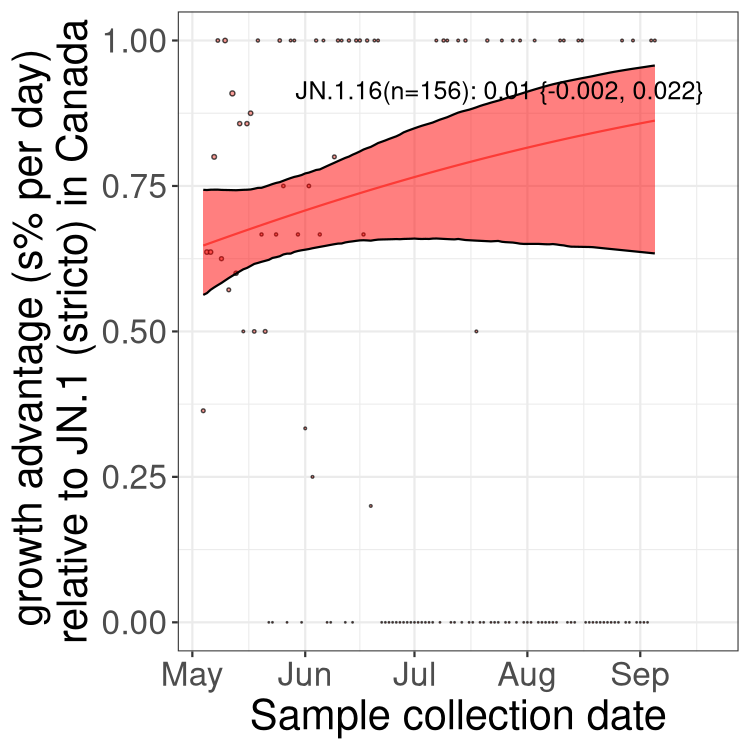 growth advantage (s% per day)
relative to JN.1 (stricto) in Canada
1.00
0.75
0.50
0.25
0.00
JN.1.16(n=156): 0.01 {-0.002, 0.022}
May Jun Jul Aug Sep
Sample collection date